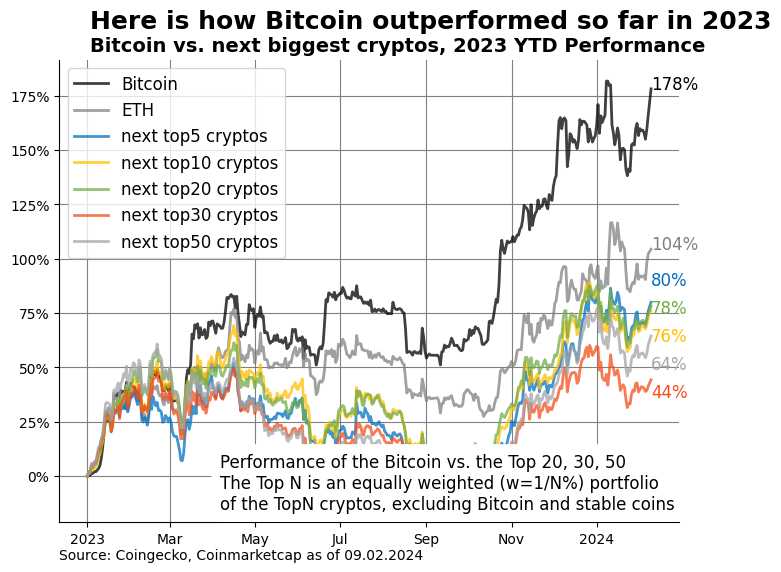 Here is how Bitcoin outperformed so far in 2023
Bitcoin vs. next biggest cryptos, 2023 YTD Performance
Bitcoin
ETH
next top5 cryptos
next top10 cryptos
next top20 cryptos
next top30 cryptos
next top50 cryptos
175%
150%
125%
100%
75%
50%
25%
0%
178%
104%
80%
78%
76%
64%
44%
Performance of the Bitcoin vs. the Top 20, 30, 50
The Top N is an equally weighted (w=1/N%) portfolio
of the TopN cryptos, excluding Bitcoin and stable coins
2023 Mar May Jul Sep Nov 2024
Source: Coingecko, Coinmarketcap as of 09.02.2024